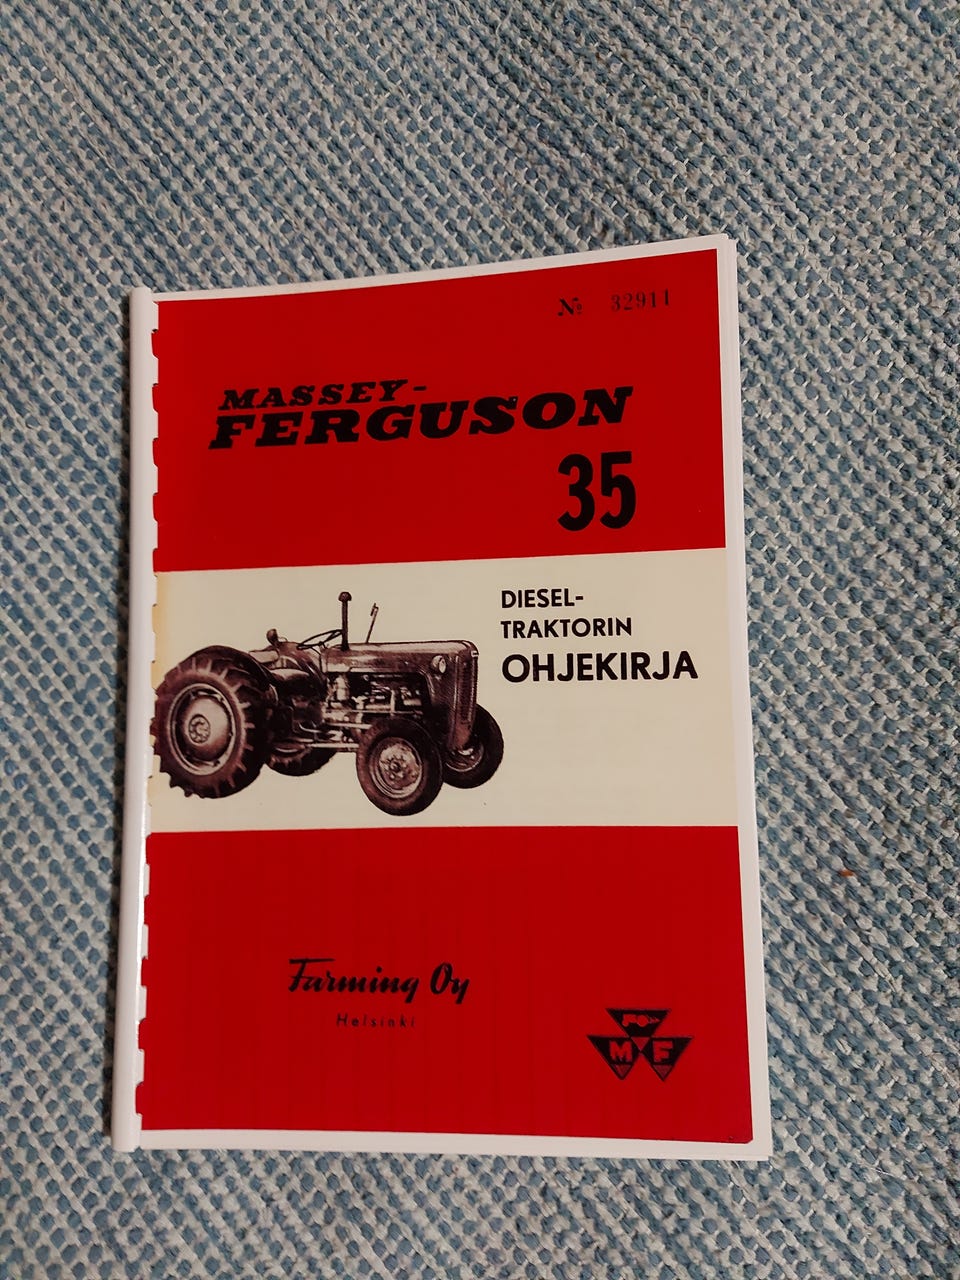 № 32911
MASSEY-
FERGUSON
35
DIESEL-
TRAKTORIN
OHJEKIRJA
Farming Oy
Helsinki
M F